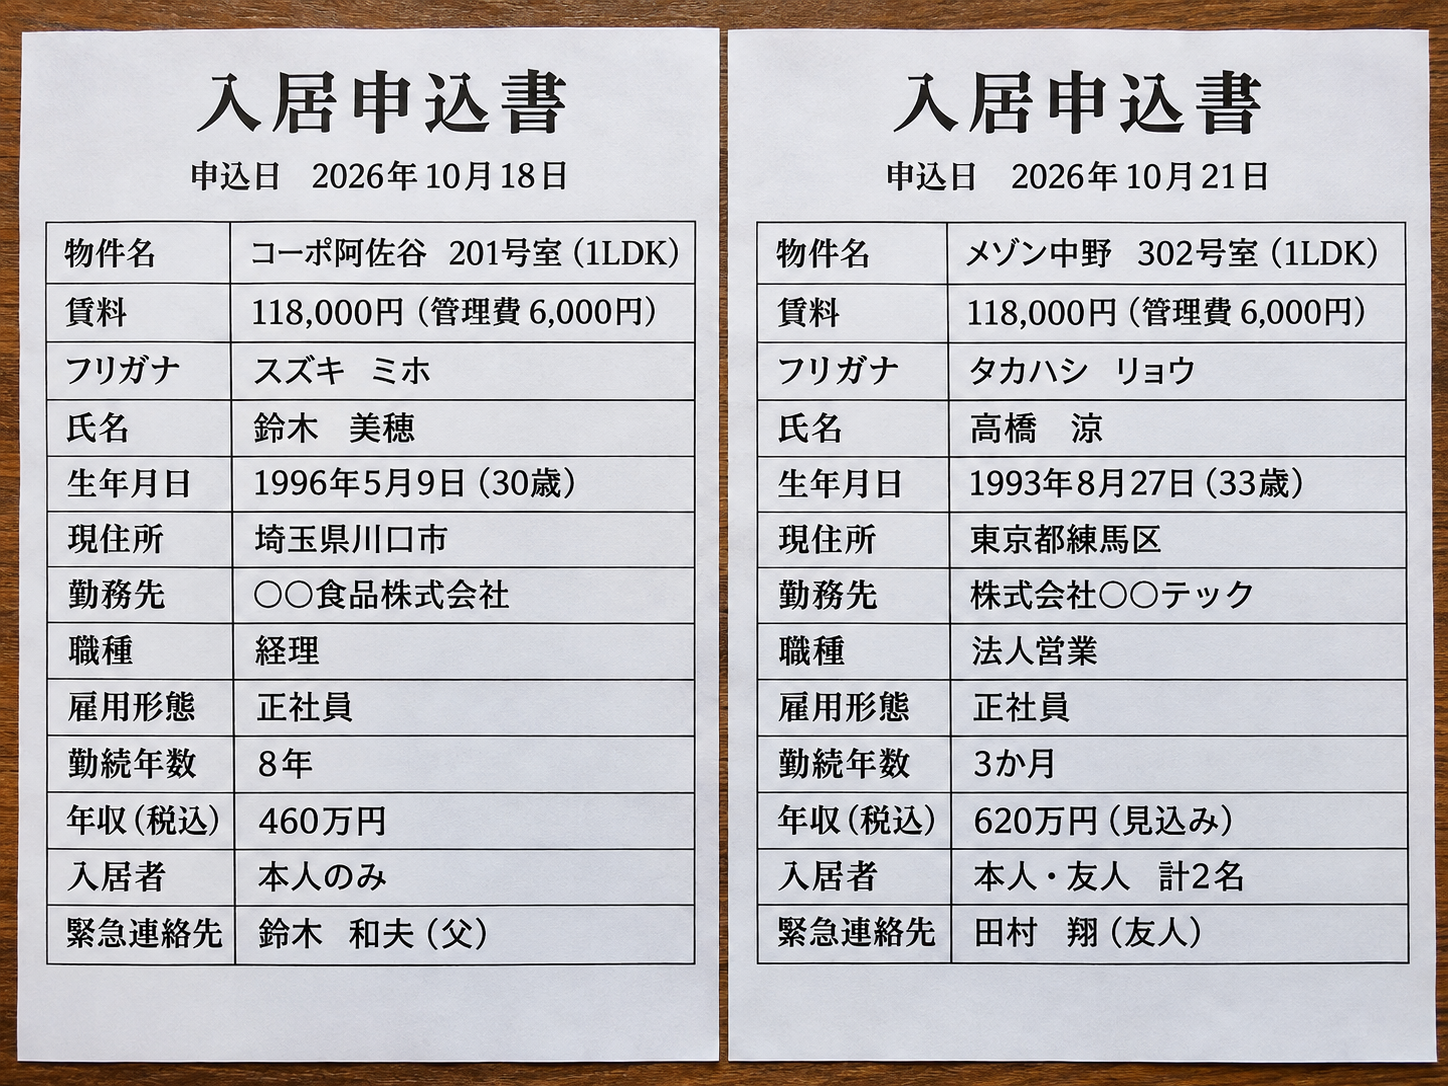 入居申込書
申込日　2026年10月18日
物件名　コーポ阿佐谷　201号室（1LDK）
賃料　118,000円（管理費 6,000円）
フリガナ　スズキ　ミホ
氏名　鈴木　美穂
生年月日　1996年5月9日（30歳）
現住所　埼玉県川口市
勤務先　○○食品株式会社
職種　経理
雇用形態　正社員
勤続年数　8年
年収（税込）　460万円
入居者　本人のみ
緊急連絡先　鈴木　和夫（父）
入居申込書
申込日　2026年10月21日
物件名　メゾン中野　302号室（1LDK）
賃料　118,000円（管理費 6,000円）
フリガナ　タカハシ　リョウ
氏名　高橋　涼
生年月日　1993年8月27日（33歳）
現住所　東京都練馬区
勤務先　株式会社○○テック
職種　法人営業
雇用形態　正社員
勤続年数　3か月
年収（税込）　620万円（見込み）
入居者　本人・友人　計2名
緊急連絡先　田村　翔（友人）